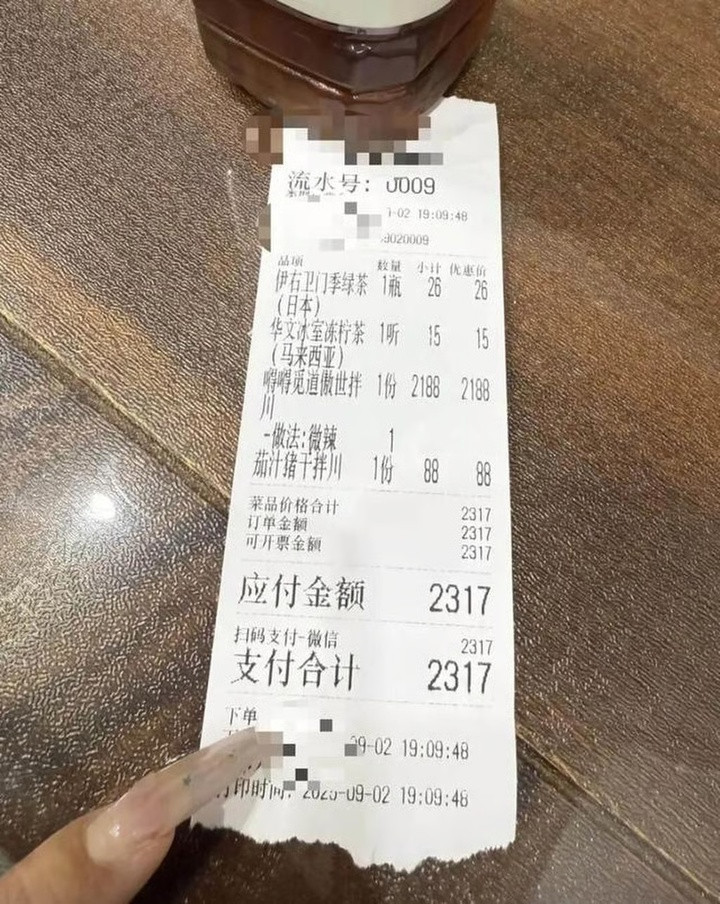 流水号: 0009
-02 19:09:48
9020009
品项 数量 小计 优惠价
伊右卫门季绿茶 1瓶 26 26
(日本)
华文冰室冻柠茶 1听 15 15
(马来西亚)
嘚嘚觅道傲世拌 1份 2188 2188
川
-做法:微辣 1
茄汁猪干拌川 1份 88 88
菜品价格合计 2317
订单金额 2317
可开票金额 2317
应付金额 2317
扫码支付-微信 2317
支付合计 2317
下单
09-02 19:09:48
打印时间: 2025-09-02 19:09:48